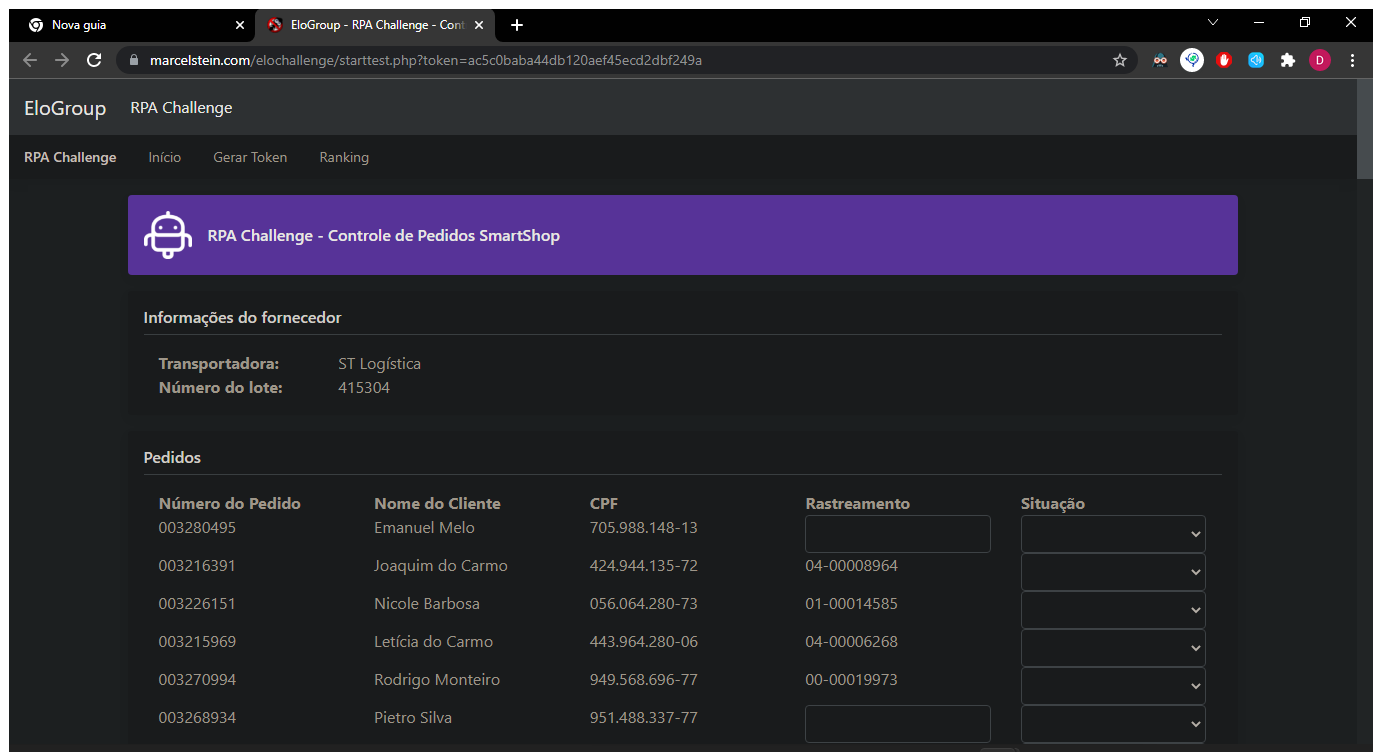 Nova guia
EloGroup - RPA Challenge - Cont
marcelstein.com/elochallenge/starttest.php?token=ac5c0baba44db120aef45ecd2dbf249a
D
EloGroup RPA Challenge
RPA Challenge Início Gerar Token Ranking
RPA Challenge - Controle de Pedidos SmartShop
Informações do fornecedor
Transportadora: ST Logística
Número do lote: 415304
Pedidos
Número do Pedido Nome do Cliente CPF Rastreamento Situação
003280495 Emanuel Melo 705.988.148-13
003216391 Joaquim do Carmo 424.944.135-72 04-00008964
003226151 Nicole Barbosa 056.064.280-73 01-00014585
003215969 Letícia do Carmo 443.964.280-06 04-00006268
003270994 Rodrigo Monteiro 949.568.696-77 00-00019973
003268934 Pietro Silva 951.488.337-77